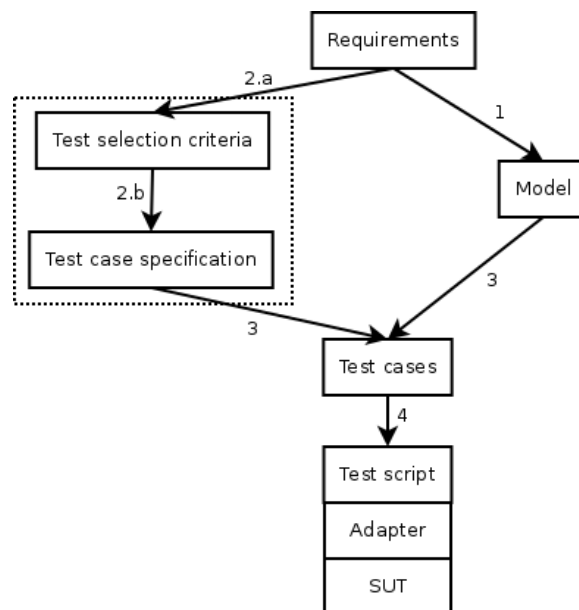 Requirements
2.a
1
Test selection criteria
Model
2.b
Test case specification
3
3
Test cases
4
Test script
Adapter
SUT